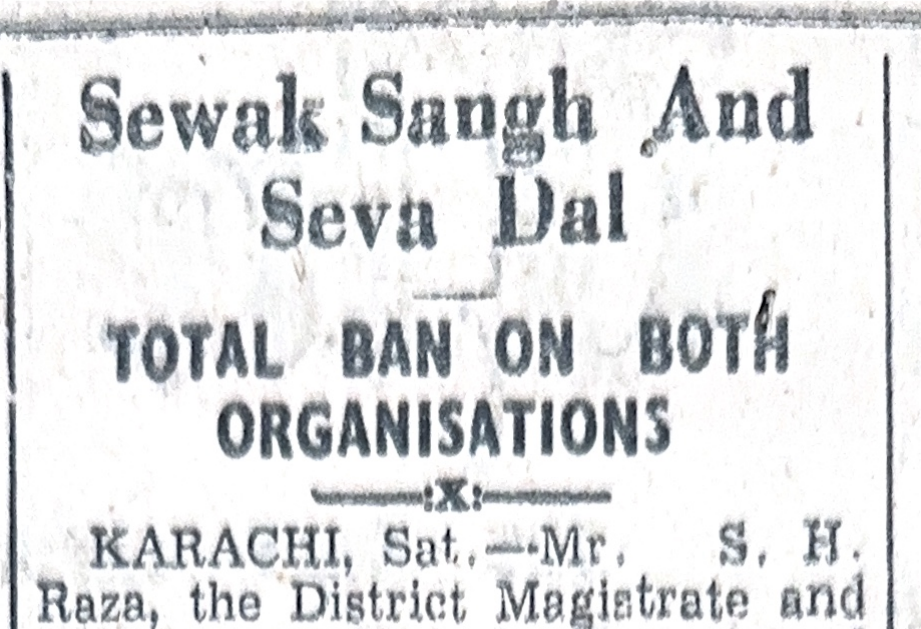 Sewak Sangh And
Seva Dal
TOTAL BAN ON BOTH
ORGANISATIONS
:x:
KARACHI, Sat.—Mr. S. H.
Raza, the District Magistrate and